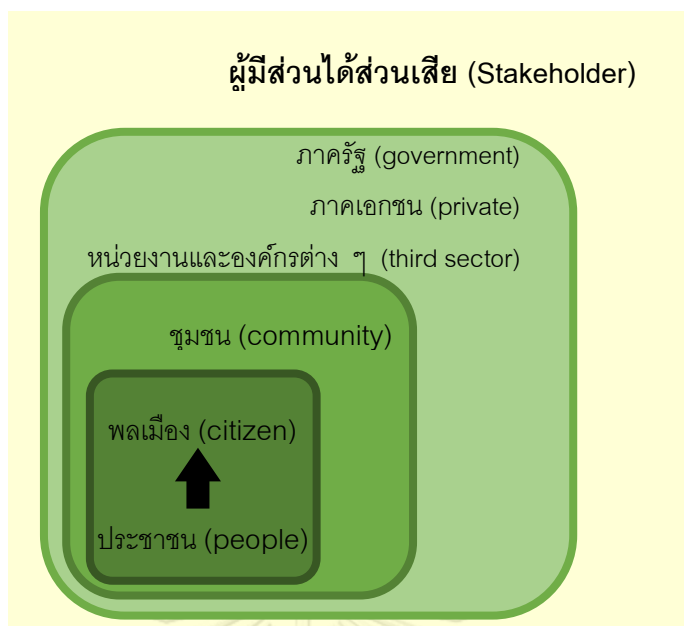 ผู้มีส่วนได้ส่วนเสีย (Stakeholder)
ภาครัฐ (government)
ภาคเอกชน (private)
หน่วยงานและองค์กรต่าง ๆ (third sector)
ชุมชน (community)
พลเมือง (citizen)
ประชาชน (people)